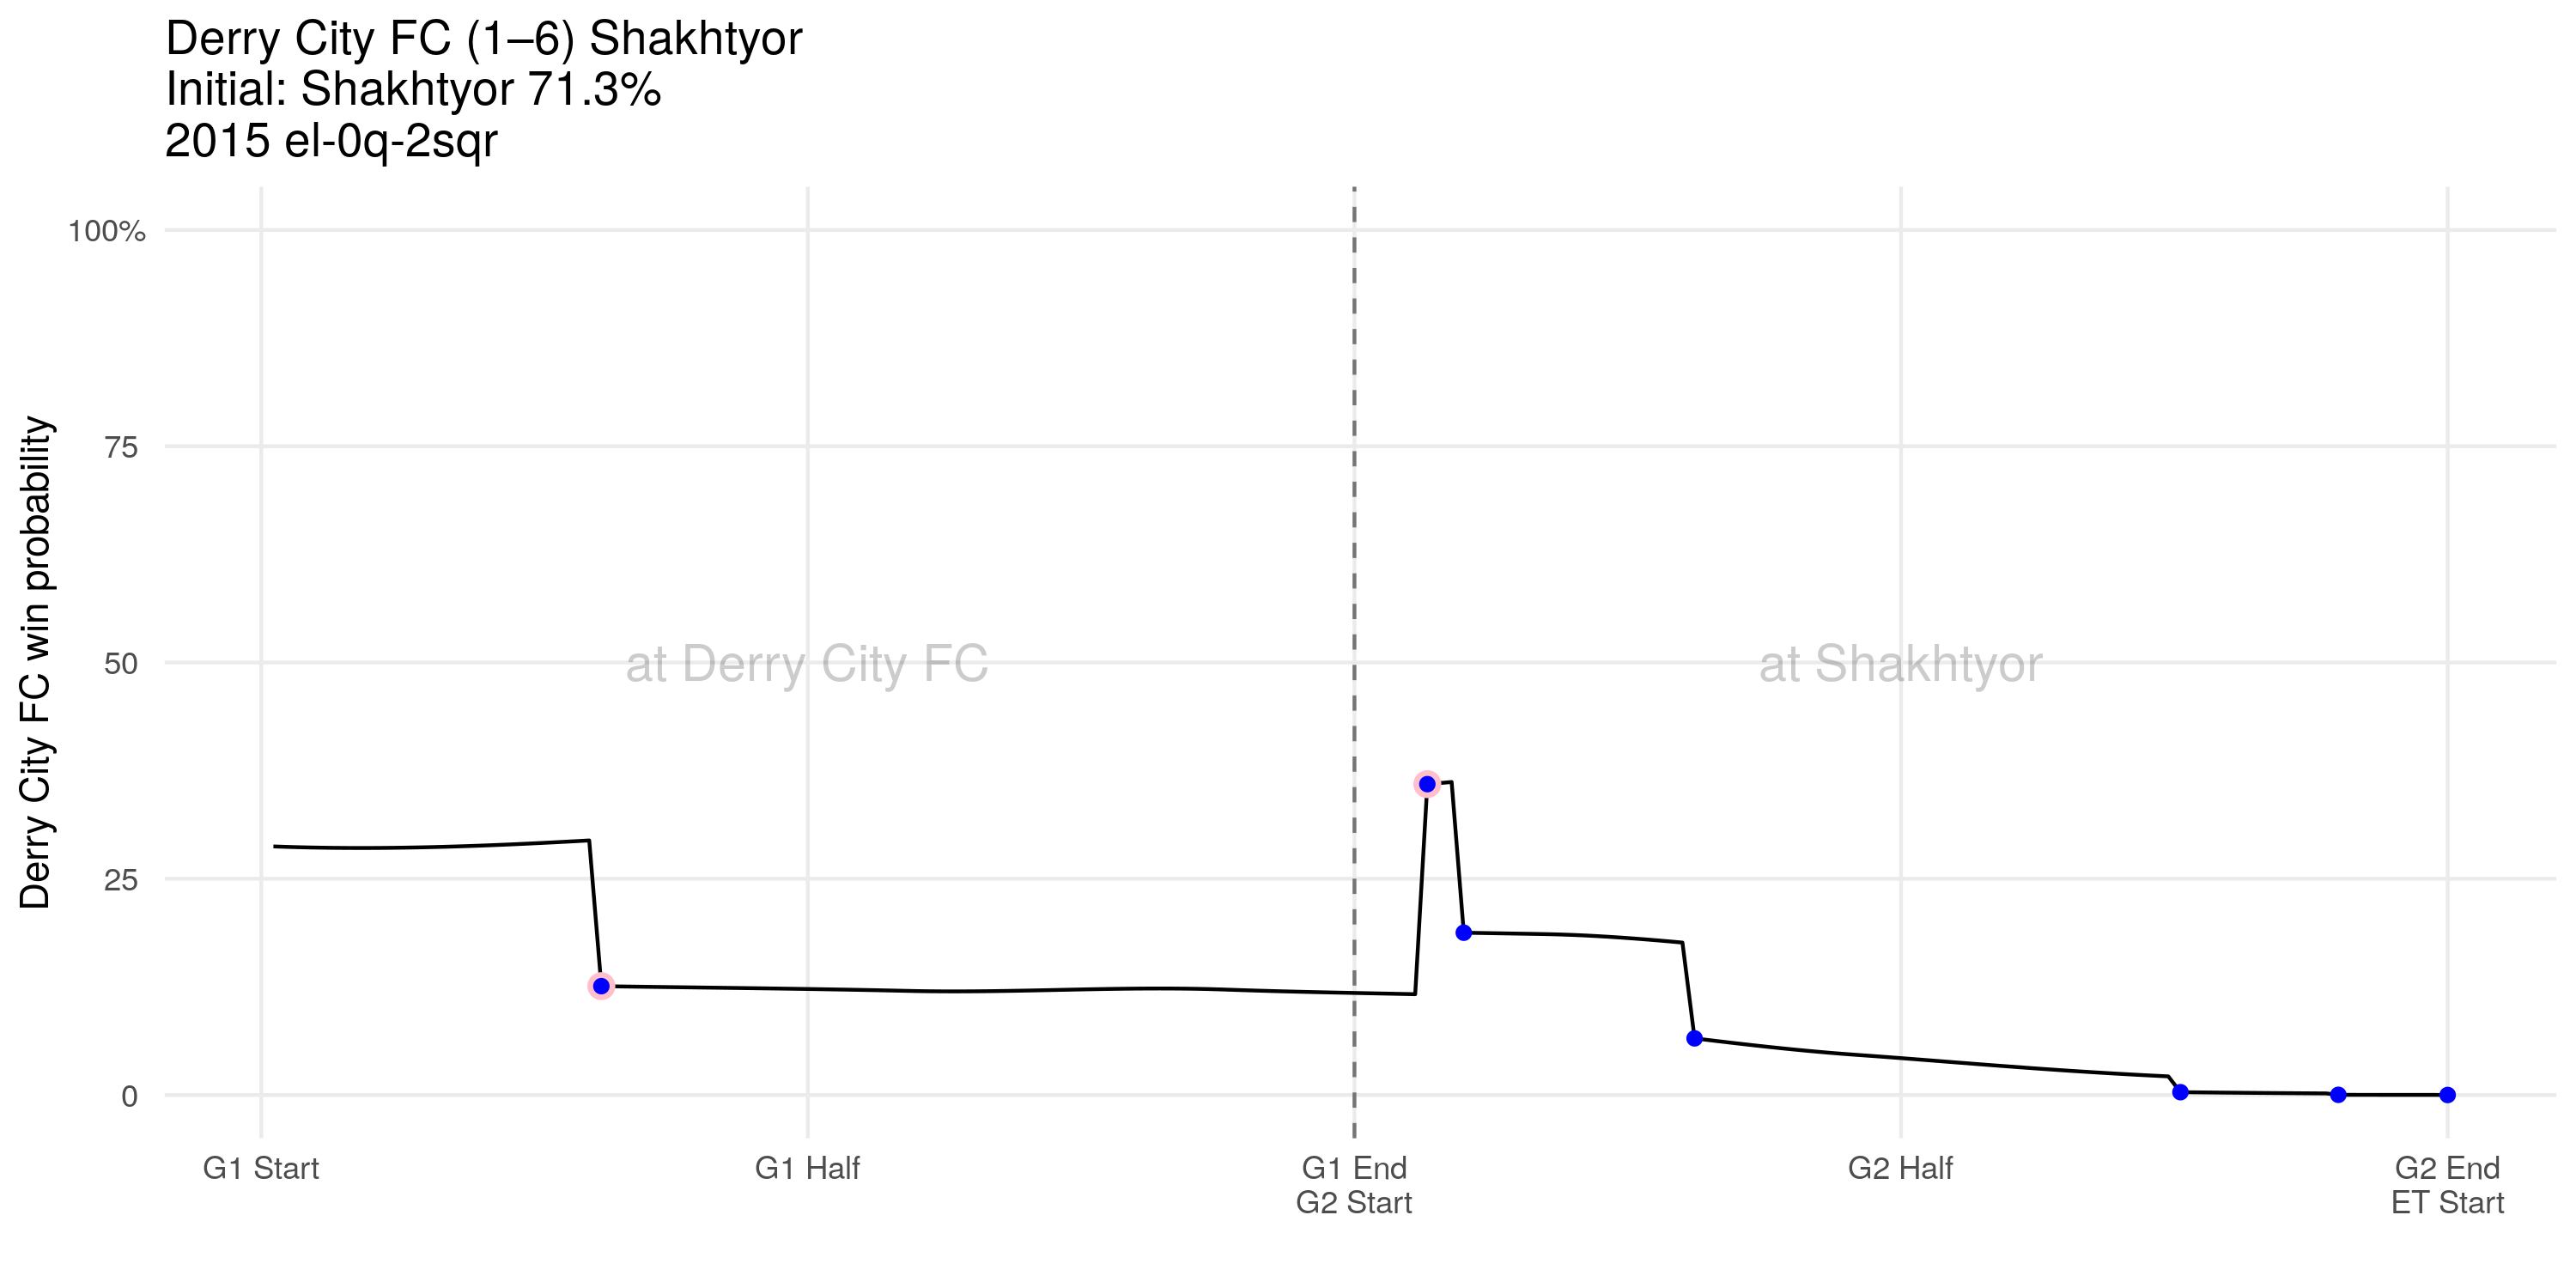 Derry City FC (1–6) Shakhtyor
Initial: Shakhtyor 71.3%
2015 el-0q-2sqr
Derry City FC win probability
100%
75
50
25
0
at Derry City FC
at Shakhtyor
G1 Start
G1 Half
G1 End
G2 Start
G2 Half
G2 End
ET Start